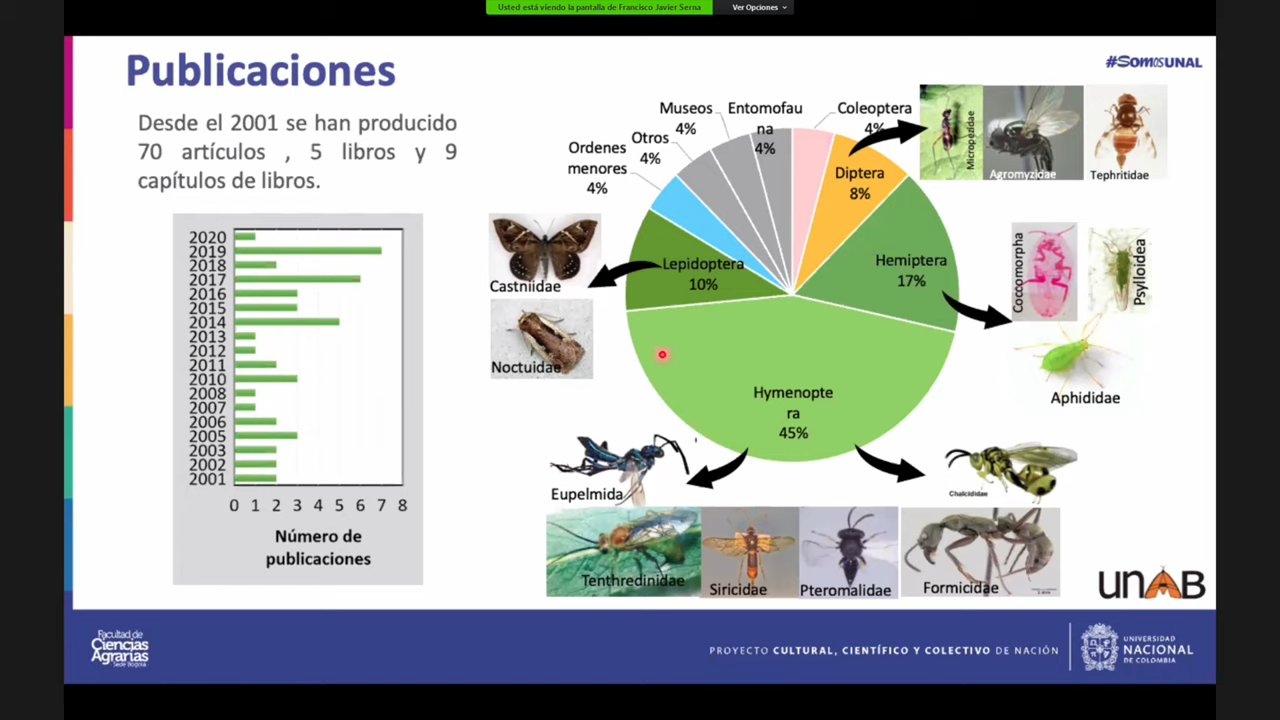 Usted está viendo la pantalla de Francisco Javier Serna
Ver Opciones
Publicaciones
#SomosUNAL
Desde el 2001 se han producido
70 artículos , 5 libros y 9
capítulos de libros.
2020
2019
2018
2017
2016
2015
2014
2013
2012
2011
2010
2008
2007
2006
2005
2003
2002
2001
0 1 2 3 4 5 6 7 8
Número de
publicaciones
Museos
4%
Entomofau
na
4%
Coleoptera
4%
Otros
4%
Ordenes
menores
4%
Diptera
8%
Hemiptera
17%
Lepidoptera
10%
Hymenopte
ra
45%
Micropezidae
Agromyzidae
Tephritidae
Castniidae
Noctuidae
Coccomorpha
Psylloidea
Aphididae
Eupelmida
Chalcididae
Tenthredinidae
Siricidae
Pteromalidae
Formicidae
UNAB
Facultad de
Ciencias
Agrarias
Sede Bogotá
PROYECTO CULTURAL, CIENTÍFICO Y COLECTIVO DE NACIÓN
UNIVERSIDAD
NACIONAL
DE COLOMBIA